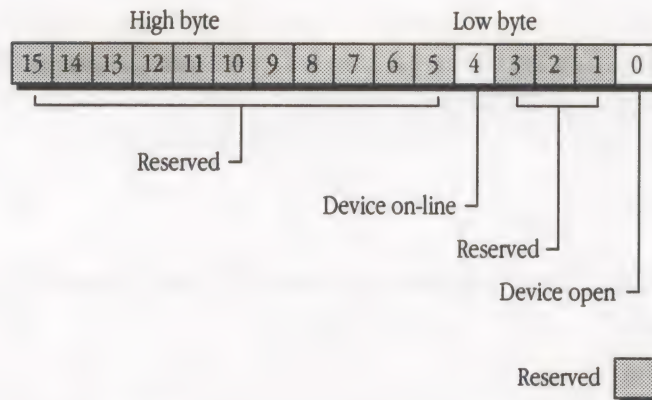 High byte Low byte
15 14 13 12 11 10 9 8 7 6 5 4 3 2 1 0
Reserved
Device on-line
Reserved
Device open
Reserved